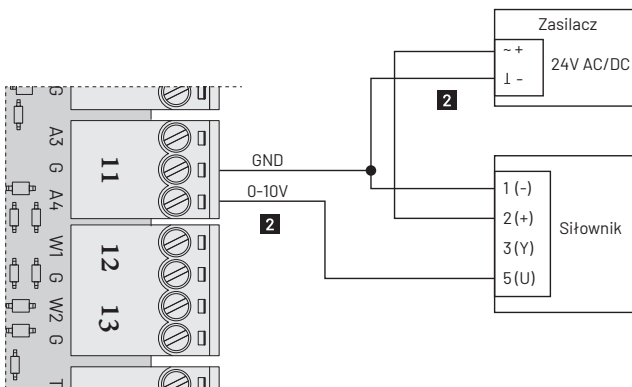 Zasilacz
~ +
24V AC/DC
⊥ -
2
G
A3
G
A4
W1
G
W2
G
T
11
12
13
GND
0-10V
2
1 (-)
2 (+)
3 (Y)
5 (U)
Siłownik